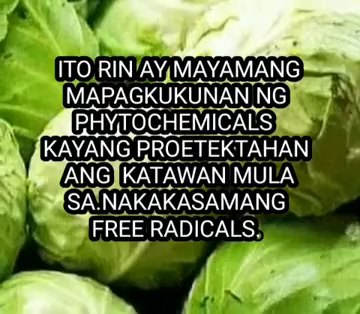 ITO RIN AY MAYAMANG
MAPAGKUKUNAN NG
PHYTOCHEMICALS
KAYANG PROETEKTAHAN
ANG KATAWAN MULA
SA.NAKAKASAMANG
FREE RADICALS.